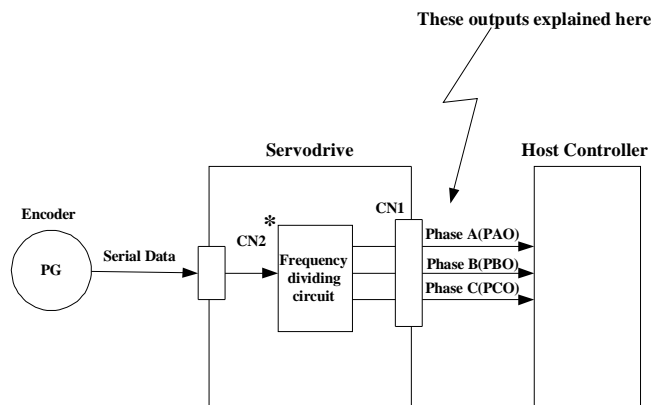 These outputs explained here
Servodrive
Host Controller
Encoder
PG
Serial Data
CN2
*
Frequency
dividing
circuit
CN1
Phase A(PAO)
Phase B(PBO)
Phase C(PCO)